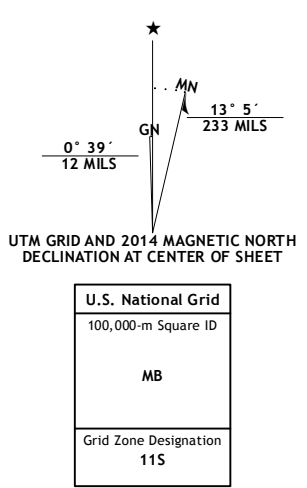 ★
MN
13° 5´
233 MILS
GN
0° 39´
12 MILS
UTM GRID AND 2014 MAGNETIC NORTH
DECLINATION AT CENTER OF SHEET
U.S. National Grid
100,000-m Square ID
MB
Grid Zone Designation
11S